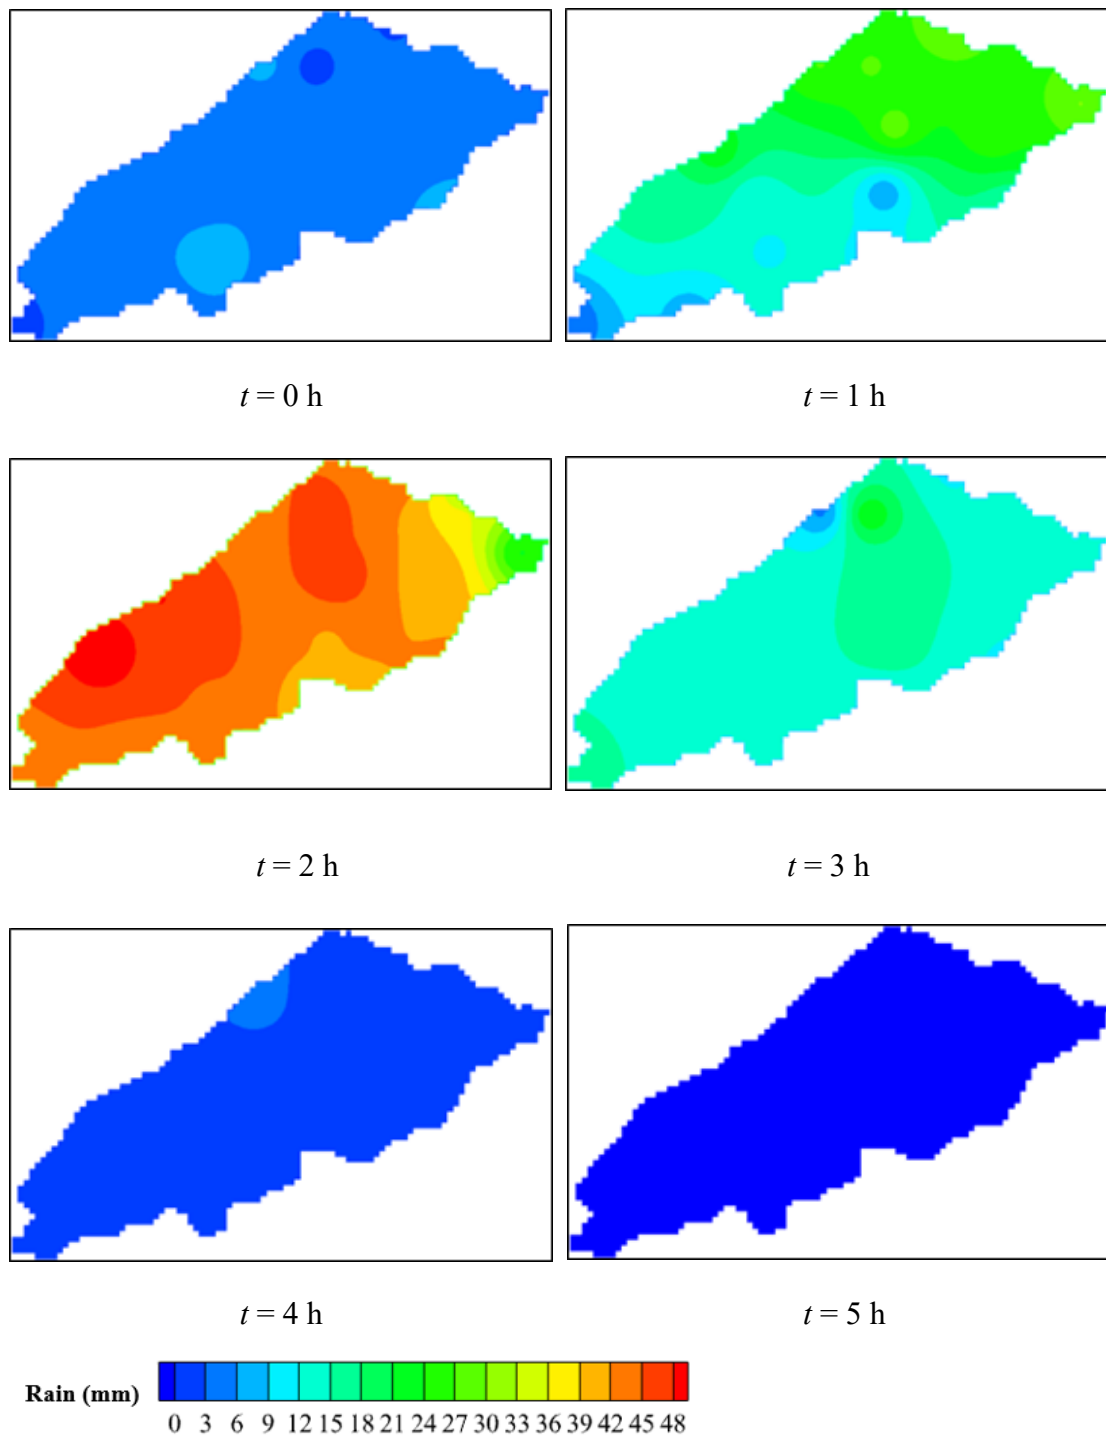 t = 0 h
t = 1 h
t = 2 h
t = 3 h
t = 4 h
t = 5 h
Rain (mm)
0 3 6 9 12 15 18 21 24 27 30 33 36 39 42 45 48